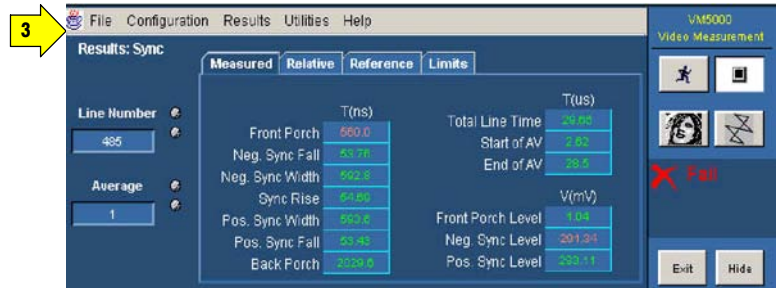 3
File Configuration Results Utilities Help
VM5000
Video Measurement
Results: Sync
Measured Relative Reference Limits
Line Number
485
Average
1
T(ns)
Front Porch 560.0
Neg. Sync Fall 53.76
Neg. Sync Width 592.8
Sync Rise 54.60
Pos. Sync Width 590.6
Pos. Sync Fall 53.43
Back Porch 2029.6
T(us)
Total Line Time 29.66
Start of AV 2.62
End of AV 28.5
V(mV)
Front Porch Level 1.04
Neg. Sync Level -291.34
Pos. Sync Level 293.11
Fail
Exit Hide